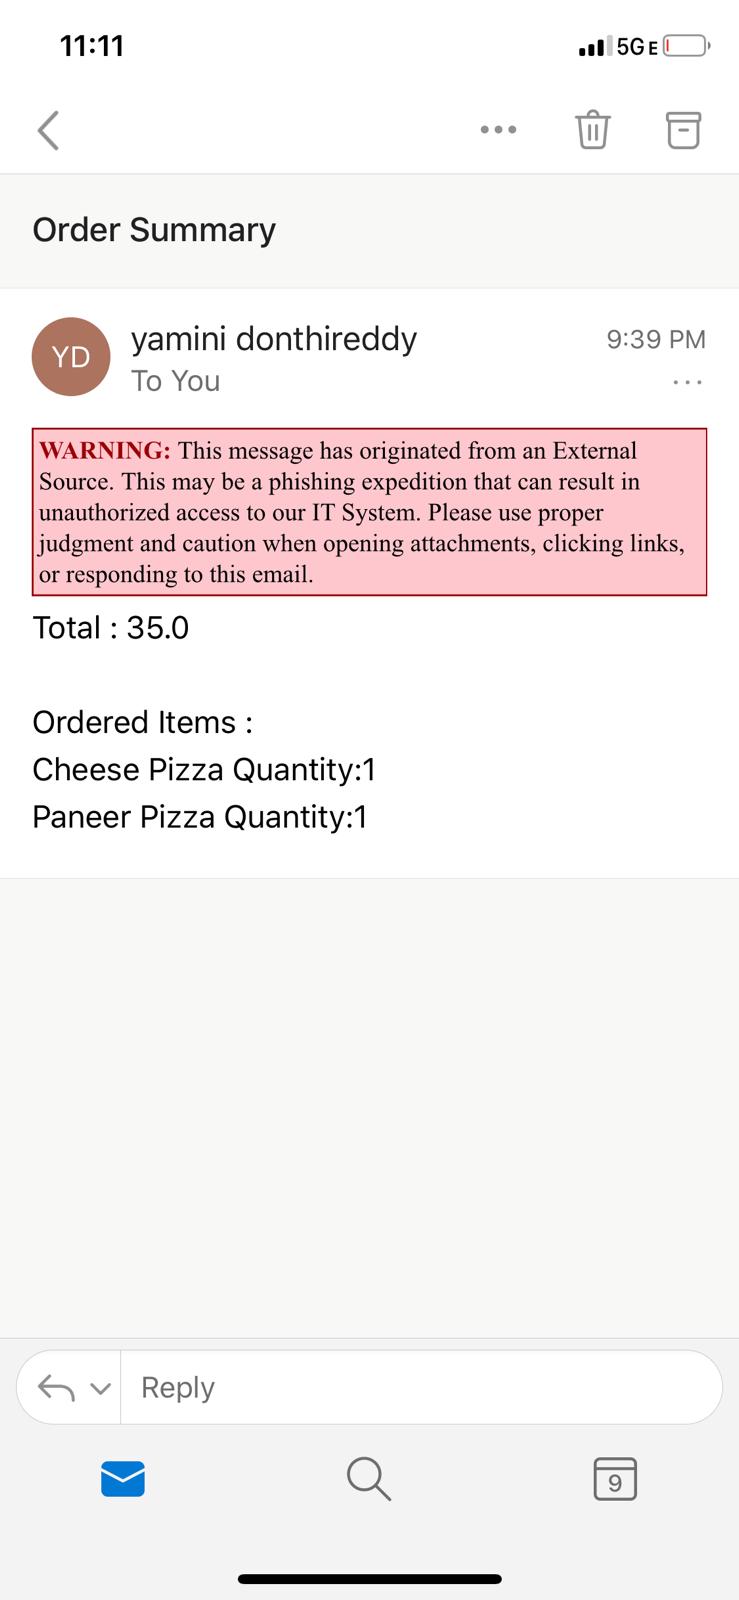 11:11
5GE
Order Summary
YD
yamini donthireddy
9:39 PM
To You
WARNING: This message has originated from an External
Source. This may be a phishing expedition that can result in
unauthorized access to our IT System. Please use proper
judgment and caution when opening attachments, clicking links,
or responding to this email.
Total : 35.0
Ordered Items :
Cheese Pizza Quantity:1
Paneer Pizza Quantity:1
Reply
9